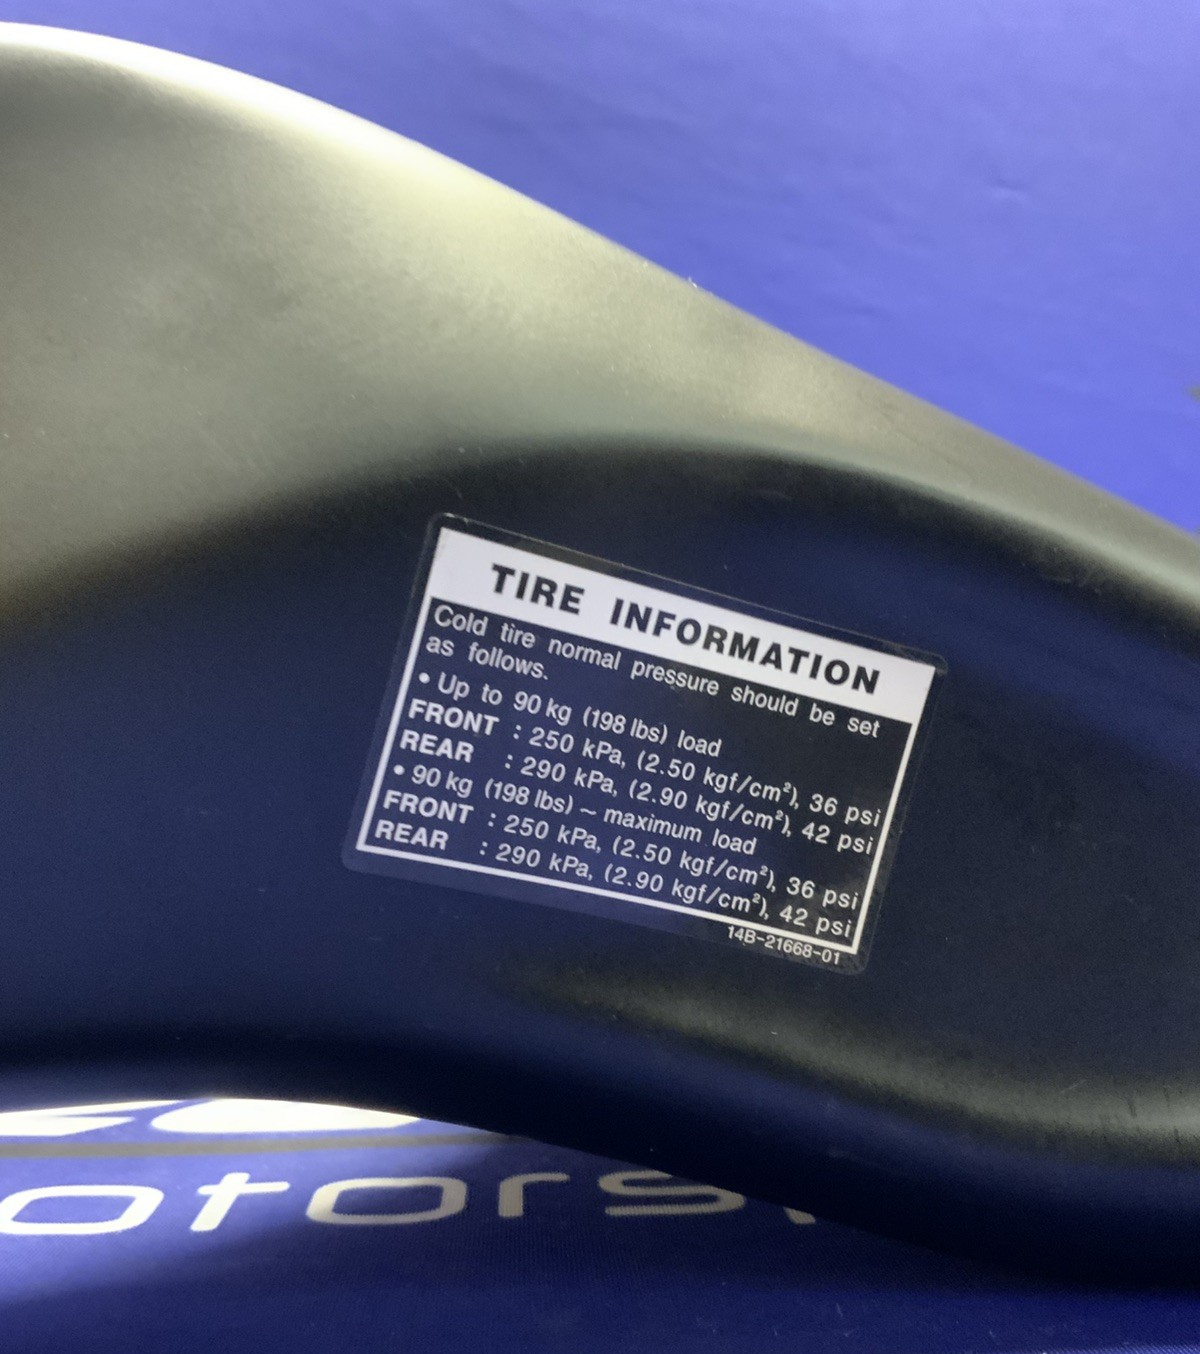 TIRE INFORMATION
Cold tire normal pressure should be set
as follows.
• Up to 90 kg (198 lbs) load
FRONT : 250 kPa, (2.50 kgf/cm²), 36 psi
REAR : 290 kPa, (2.90 kgf/cm²), 42 psi
• 90 kg (198 lbs) ~ maximum load
FRONT : 250 kPa, (2.50 kgf/cm²), 36 psi
REAR : 290 kPa, (2.90 kgf/cm²), 42 psi
14B-21668-01
otorsp